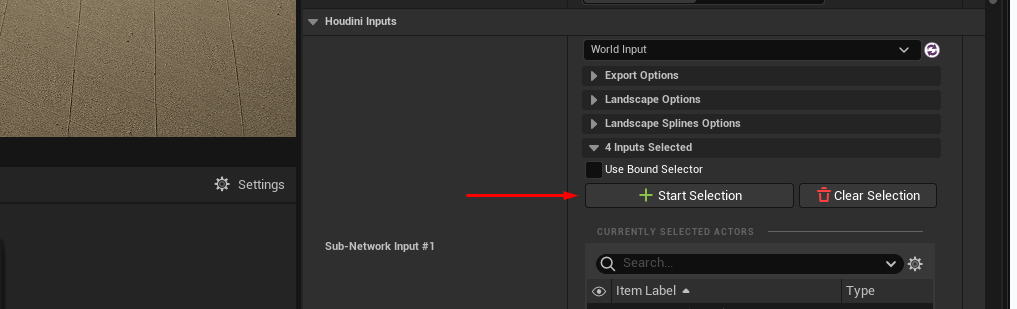 Houdini Inputs
World Input
Export Options
Landscape Options
Landscape Splines Options
4 Inputs Selected
Use Bound Selector
Settings
Start Selection
Clear Selection
CURRENTLY SELECTED ACTORS
Sub-Network Input #1
Search...
Item Label
Type